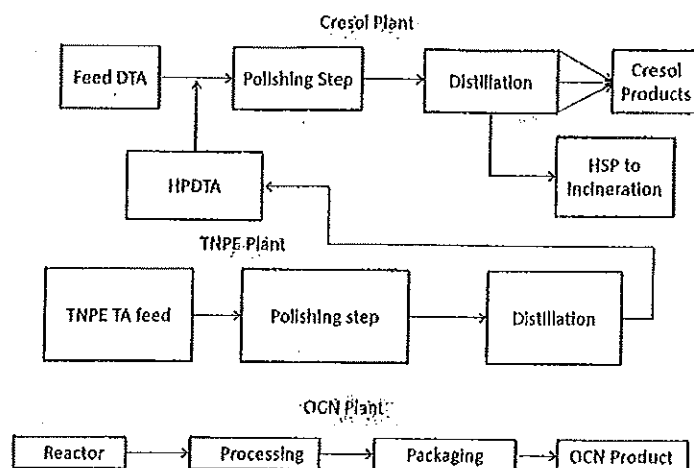 Cresol Plant
Feed DTA
Polishing Step
Distillation
Cresol
Products
HPDTA
HSP to
Incineration
TNPE Plant
TNPE TA feed
Polishing step
Distillation
OCN Plant
Reactor
Processing
Packaging
OCN Product